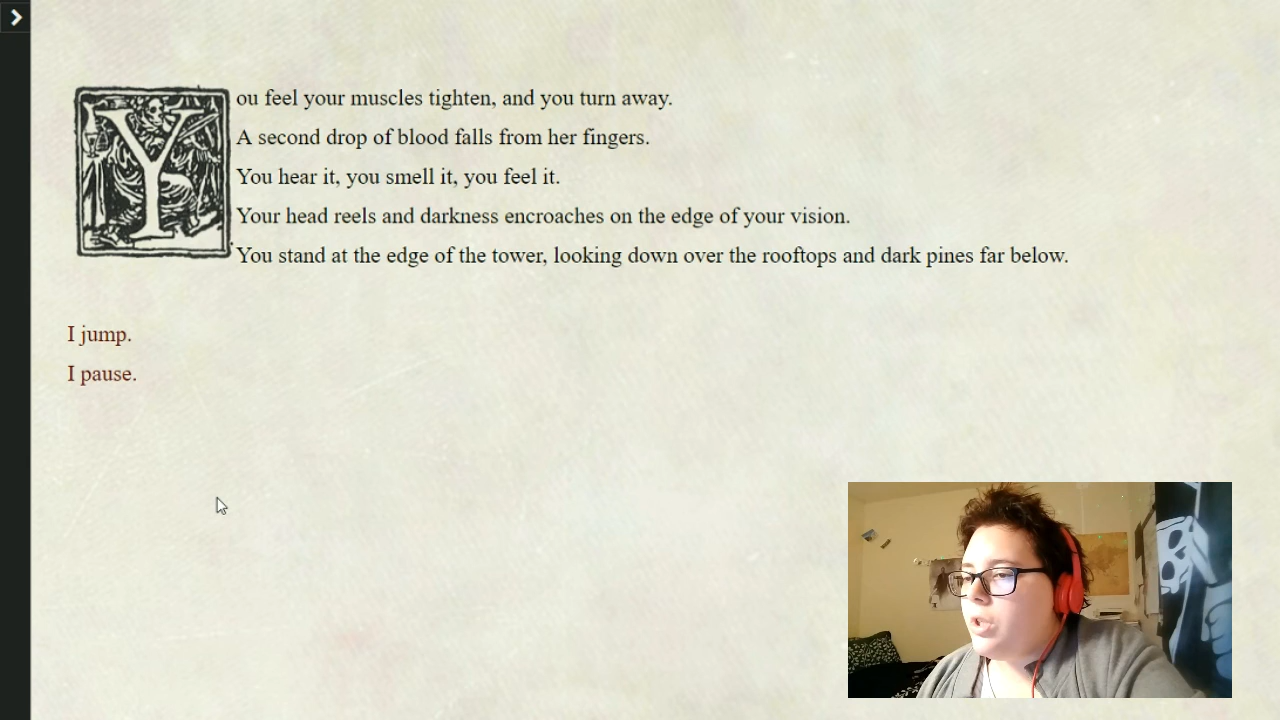 You feel your muscles tighten, and you turn away.
A second drop of blood falls from her fingers.
You hear it, you smell it, you feel it.
Your head reels and darkness encroaches on the edge of your vision.
You stand at the edge of the tower, looking down over the rooftops and dark pines far below.
I jump.
I pause.